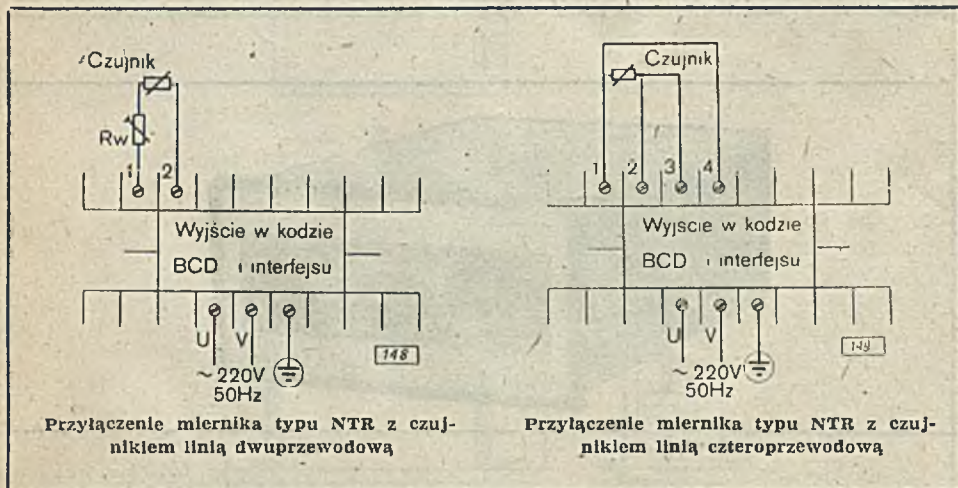 Czujnik
Rw
1 2
Wyjście w kodzie
BCD i interfejsu
U V
148
~ 220V
50Hz
Przyłączenie miernika typu NTR z czuj-
nikiem linią dwuprzewodową
Czujnik
1 2 3 4
Wyjscie w kodzie
BCD i interfejsu
U V
149
~ 220V
50Hz
Przyłączenie miernika typu NTR z czuj-
nikiem linią czteroprzewodową